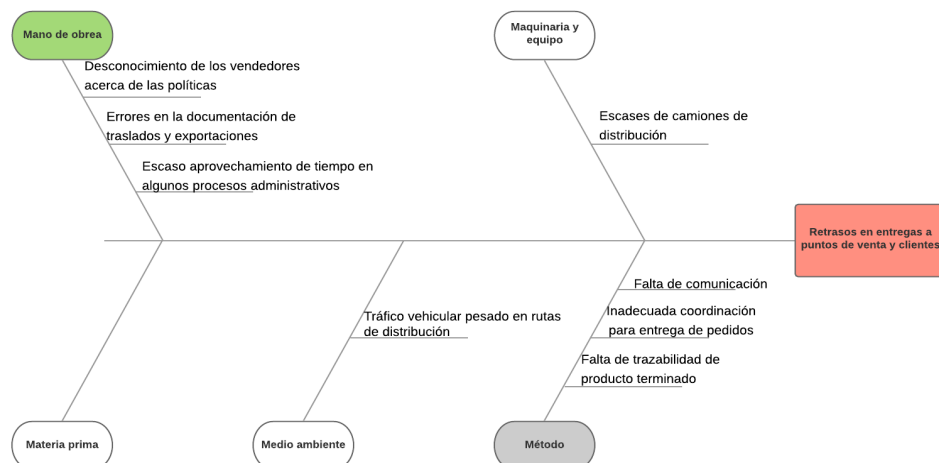 Mano de obrea
Desconocimiento de los vendedores
acerca de las políticas
Errores en la documentación de
traslados y exportaciones
Escaso aprovechamiento de tiempo en
algunos procesos administrativos
Maquinaria y
equipo
Escases de camiones de
distribución
Retrasos en entregas a
puntos de venta y clientes
Falta de comunicación
Inadecuada coordinación
para entrega de pedidos
Falta de trazabilidad de
producto terminado
Tráfico vehicular pesado en rutas
de distribución
Materia prima
Medio ambiente
Método